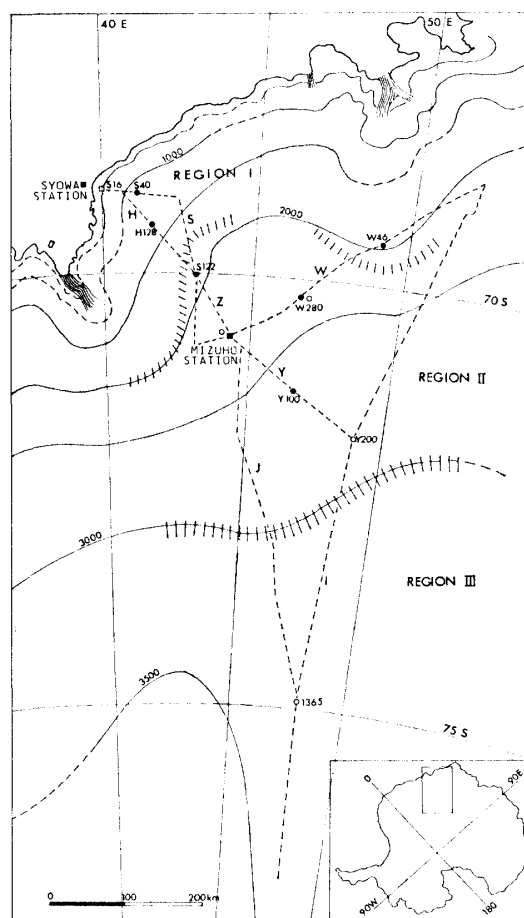 40 E
50 E
1000
REGION I
SYOWA
STATION
S16
S40
H
S
H128
2000
W46
S122
W
Z
W280
70 S
MIZUHO
STATION
Y
REGION II
Y100
Y200
J
3000
REGION III
3500
1365
75 S
0
90E
90W
180
0
100
200km